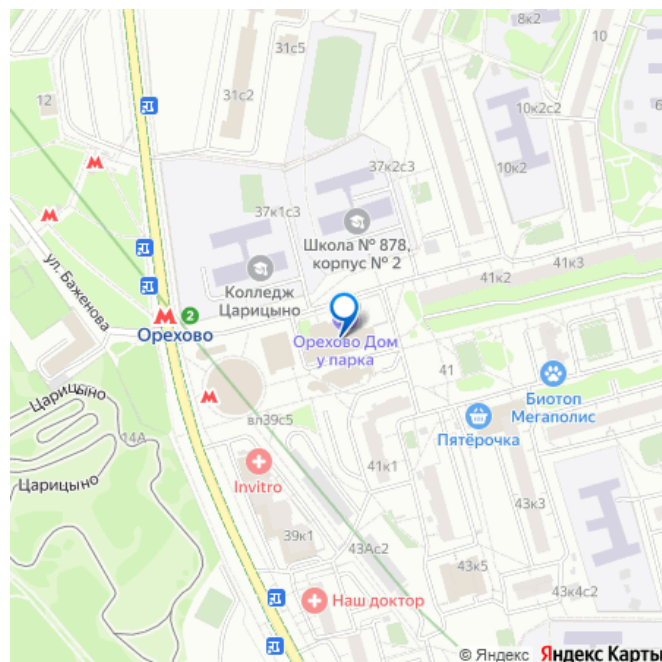 8к2
10
31с5
31с2
12
10к2с2
6
37к2с3
10к2
37к1с3
Школа № 878,
корпус № 2
ул. Баженова
41к3
41к2
Колледж
Царицыно
2
Орехово
Орехово Дом
у парка
41
Биотоп
Мегаполис
Царицыно
вл39с5
14А
Пятёрочка
41к1
Царицыно
Invitro
43к3
39к1
43Ас2
43к5
43к4с2
Наш доктор
© Яндекс Яндекс Карты